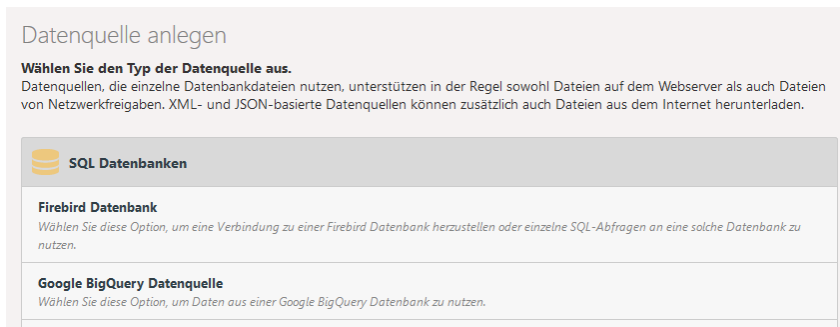 Datenquelle anlegen
Wählen Sie den Typ der Datenquelle aus.
Datenquellen, die einzelne Datenbankdateien nutzen, unterstützen in der Regel sowohl Dateien auf dem Webserver als auch Dateien
von Netzwerkfreigaben. XML- und JSON-basierte Datenquellen können zusätzlich auch Dateien aus dem Internet herunterladen.
SQL Datenbanken
Firebird Datenbank
Wählen Sie diese Option, um eine Verbindung zu einer Firebird Datenbank herzustellen oder einzelne SQL-Abfragen an eine solche Datenbank zu
nutzen.
Google BigQuery Datenquelle
Wählen Sie diese Option, um Daten aus einer Google BigQuery Datenbank zu nutzen.